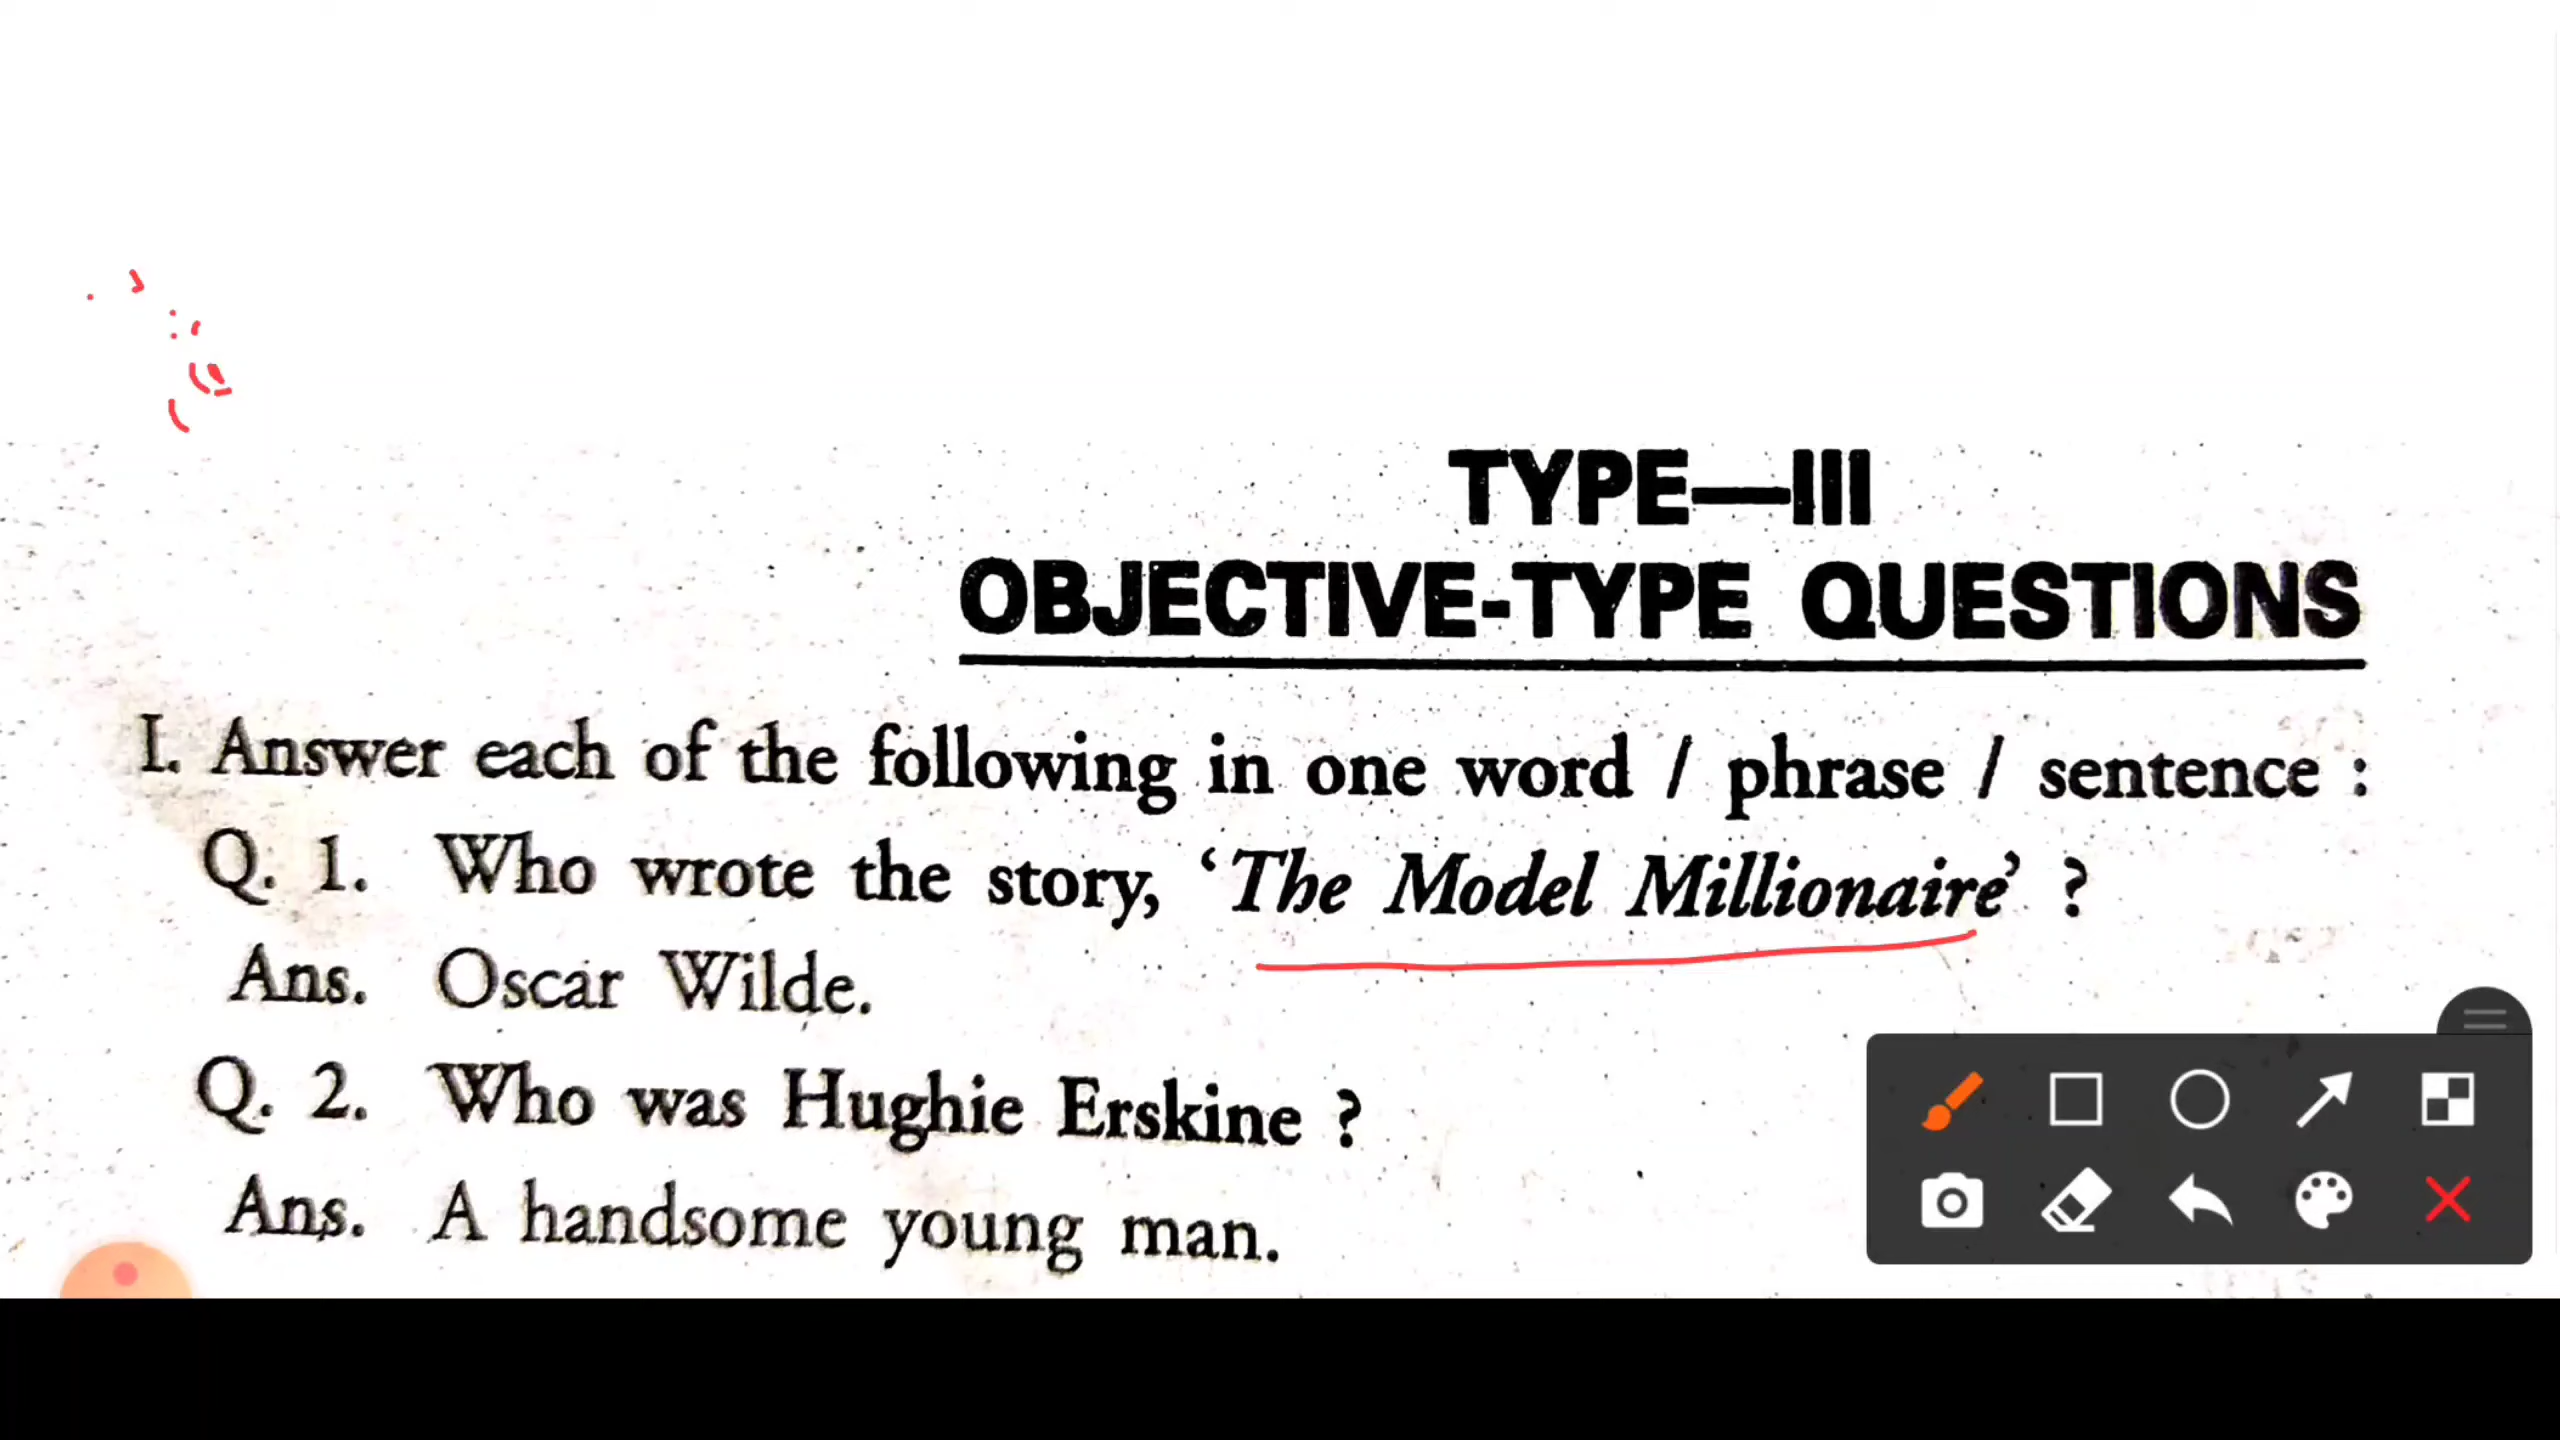 TYPE—III
OBJECTIVE-TYPE QUESTIONS
I. Answer each of the following in one word / phrase / sentence :
Q. 1. Who wrote the story, ‘The Model Millionaire’ ?
Ans. Oscar Wilde.
Q. 2. Who was Hughie Erskine ?
Ans. A handsome young man.